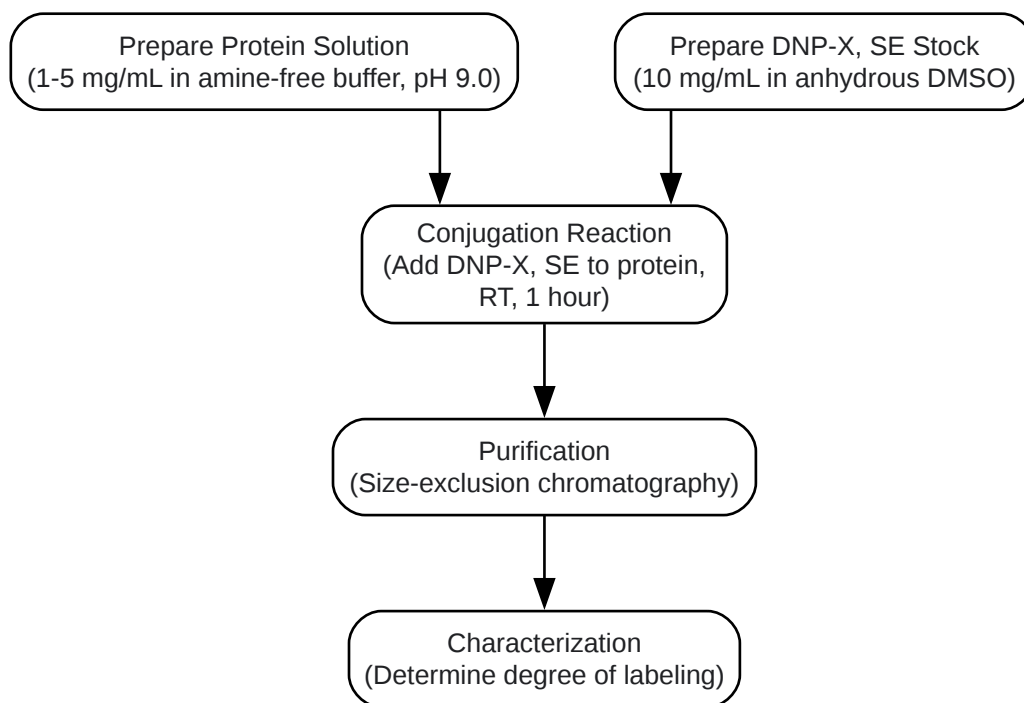 Prepare Protein Solution
(1-5 mg/mL in amine-free buffer, pH 9.0)
Prepare DNP-X, SE Stock
(10 mg/mL in anhydrous DMSO)
Conjugation Reaction
(Add DNP-X, SE to protein,
RT, 1 hour)
Purification
(Size-exclusion chromatography)
Characterization
(Determine degree of labeling)